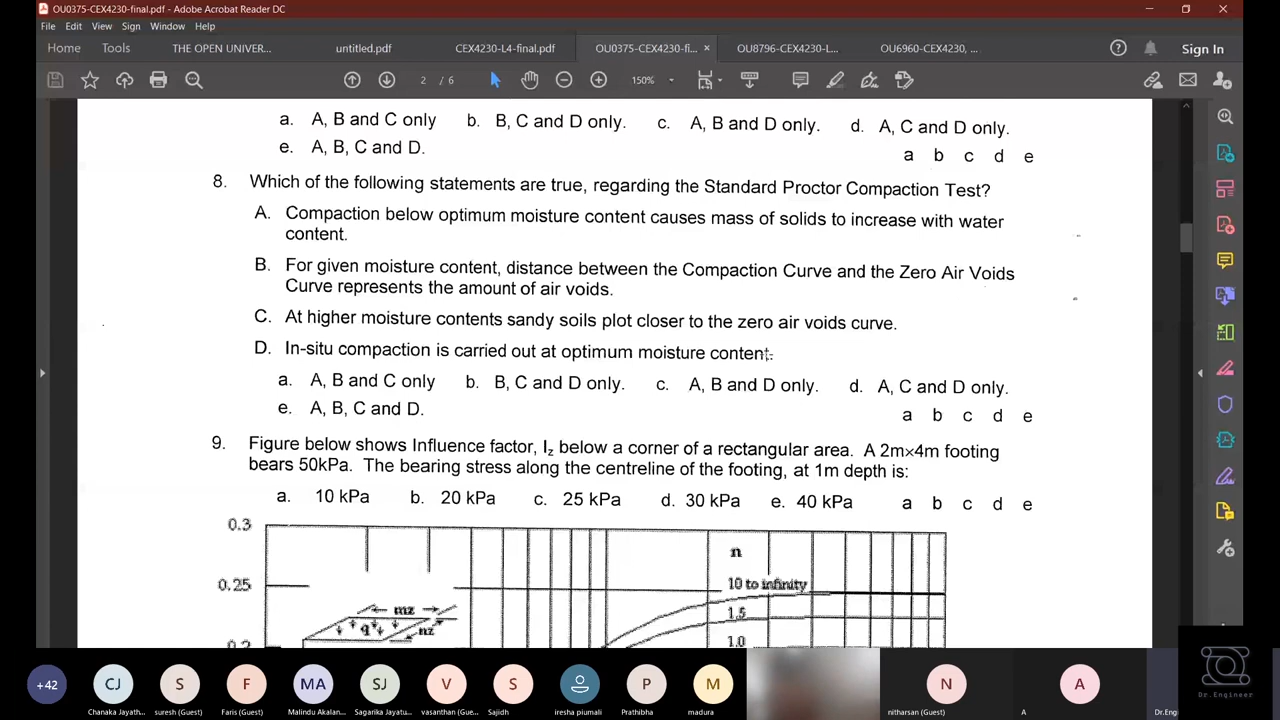 OU0375-CEX4230-final.pdf - Adobe Acrobat Reader DC
File Edit View Sign Window Help
Home Tools THE OPEN UNIVER... untitled.pdf CEX4230-L4-final.pdf OU0375-CEX4230-fi... × OU8796-CEX4230-L... OU6960-CEX4230, ... Sign In
2 / 6 150%
a. A, B and C only b. B, C and D only. c. A, B and D only. d. A, C and D only.
e. A, B, C and D.
a b c d e
8. Which of the following statements are true, regarding the Standard Proctor Compaction Test?
A. Compaction below optimum moisture content causes mass of solids to increase with water
content.
B. For given moisture content, distance between the Compaction Curve and the Zero Air Voids
Curve represents the amount of air voids.
C. At higher moisture contents sandy soils plot closer to the zero air voids curve.
D. In-situ compaction is carried out at optimum moisture content.
a. A, B and C only b. B, C and D only. c. A, B and D only. d. A, C and D only.
e. A, B, C and D.
a b c d e
9. Figure below shows Influence factor, Iz below a corner of a rectangular area. A 2m×4m footing
bears 50kPa. The bearing stress along the centreline of the footing, at 1m depth is:
a. 10 kPa b. 20 kPa c. 25 kPa d. 30 kPa e. 40 kPa a b c d e
0.3
n
0.25
10 to infinity
mz
1.5
q
nz
1.0
0.2
+42 CJ S F MA SJ V S P M N A
Chanaka Jayath... suresh (Guest) Faris (Guest) Malindu Akalan... Sagarika Jayatu... vasanthan (Gue... Sajidh iresha piumali Prathibha madura nitharsan (Guest) A Dr.Engi
Dr.Engineer